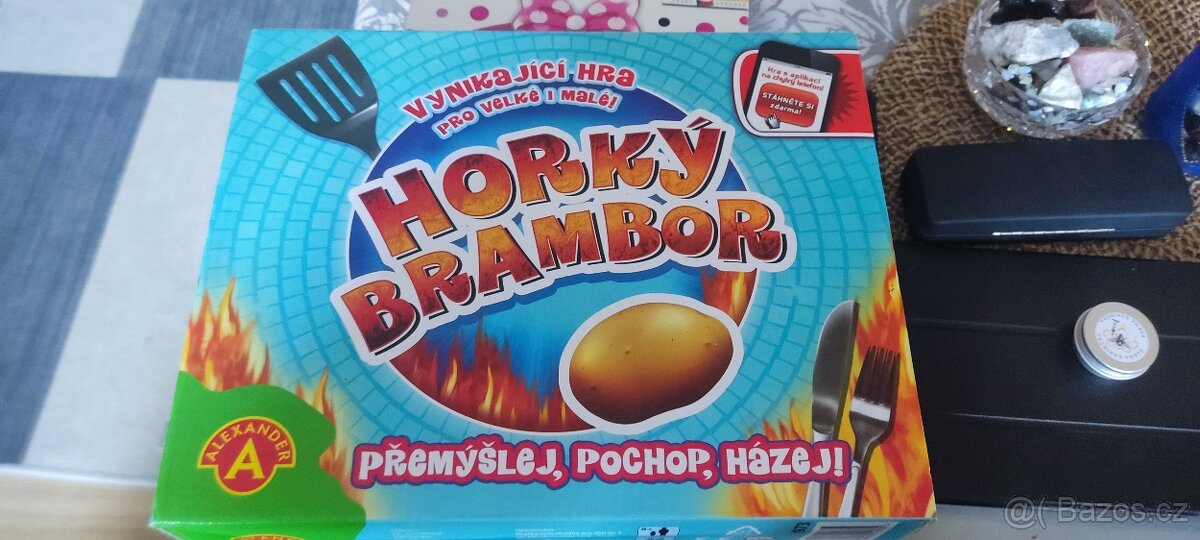 VYNIKAJÍCÍ HRA
PRO VELKÉ I MALÉ!
Hra s aplikací
na chytrý telefon!
STÁHNĚTE SI
zdarma!
HORKÝ
BRAMBOR
ALEXANDER
A
PŘEMÝŠLEJ, POCHOP, HÁZEJ!
Bazos.cz